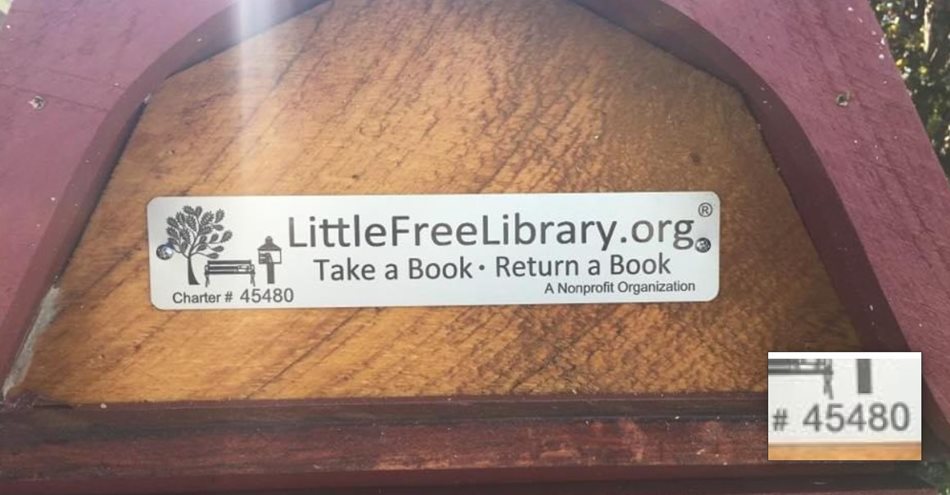 LittleFreeLibrary.org®
Take a Book · Return a Book
A Nonprofit Organization
Charter # 45480
# 45480